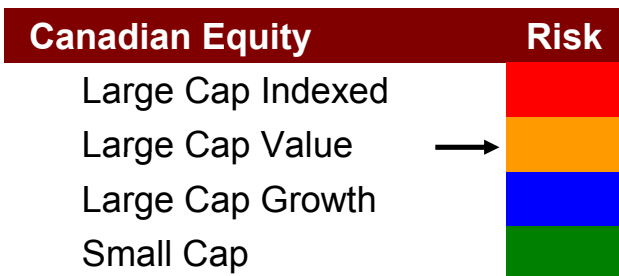 Canadian Equity Risk
Large Cap Indexed
Large Cap Value
Large Cap Growth
Small Cap